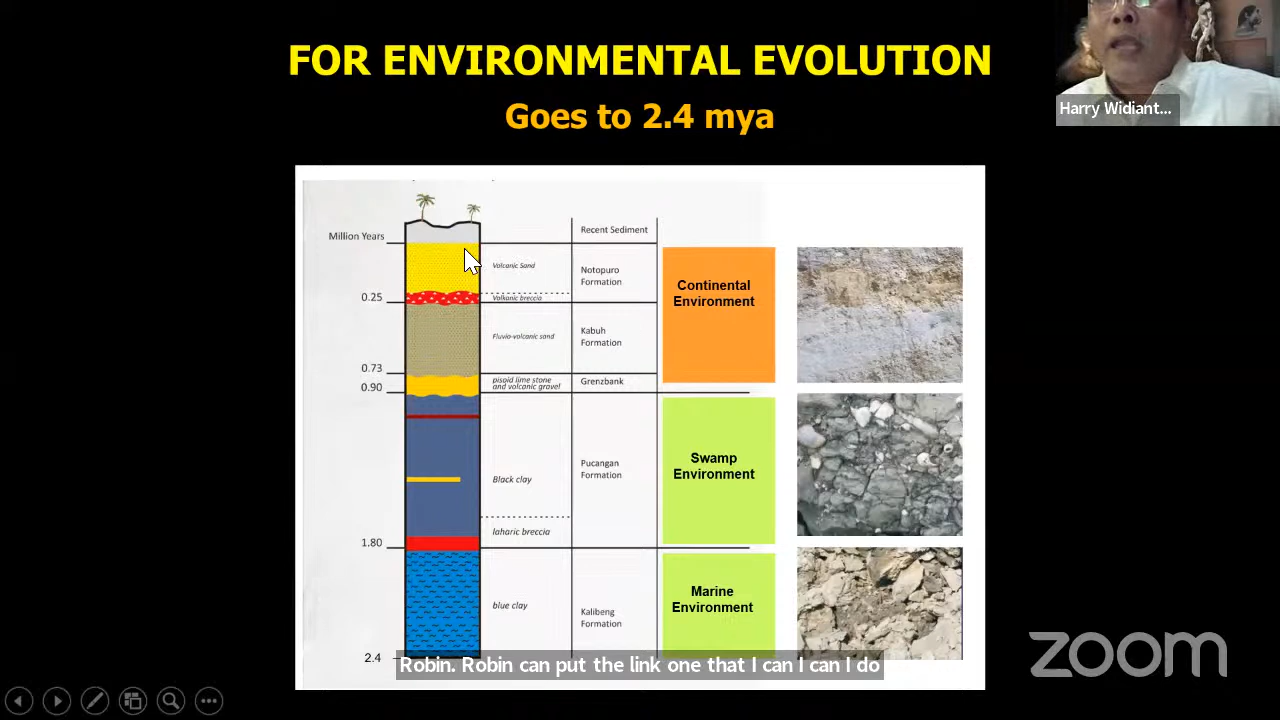 FOR ENVIRONMENTAL EVOLUTION
Goes to 2.4 mya
Harry Widiant...
Million Years
Recent Sediment
Volcanic Sand
Notopuro
Formation
Continental
Environment
0.25
Volkanic breccia
Fluvio-volcanic sand
Kabuh
Formation
0.73
0.90
pisoid lime stone
and volcanic gravel
Grenzbank
Pucangan
Formation
Swamp
Environment
Black clay
laharic breccia
1.80
blue clay
Kalibeng
Formation
Marine
Environment
2.4
Robin. Robin can put the link one that I can I can I do
zoom